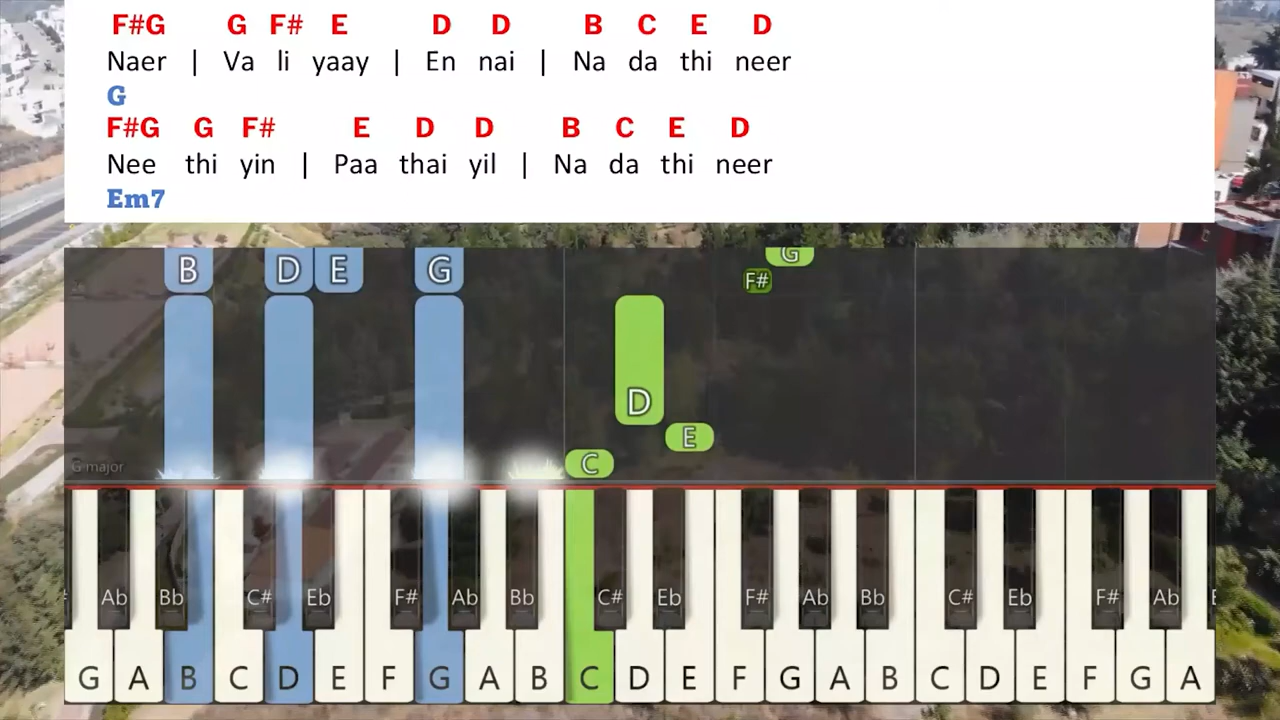 F#G G F# E D D B C E D
Naer | Va li yaay | En nai | Na da thi neer
G
F#G G F# E D D B C E D
Nee thi yin | Paa thai yil | Na da thi neer
Em7
B D E G G
F#
D
E
G major C
Ab Bb C# Eb F# Ab Bb C# Eb F# Ab Bb C# Eb F# Ab
G A B C D E F G A B C D E F G A B C D E F G A